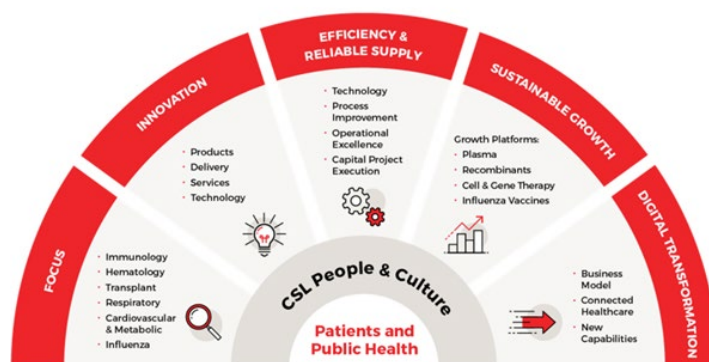 FOCUS
Immunology
Hematology
Transplant
Respiratory
Cardiovascular
& Metabolic
Influenza
INNOVATION
Products
Delivery
Services
Technology
EFFICIENCY &
RELIABLE SUPPLY
Technology
Process
Improvement
Operational
Excellence
Capital Project
Execution
SUSTAINABLE GROWTH
Growth Platforms:
Plasma
Recombinants
Cell & Gene Therapy
Influenza Vaccines
DIGITAL TRANSFORMATION
Business
Model
Connected
Healthcare
New
Capabilities
CSL People & Culture
Patients and
Public Health